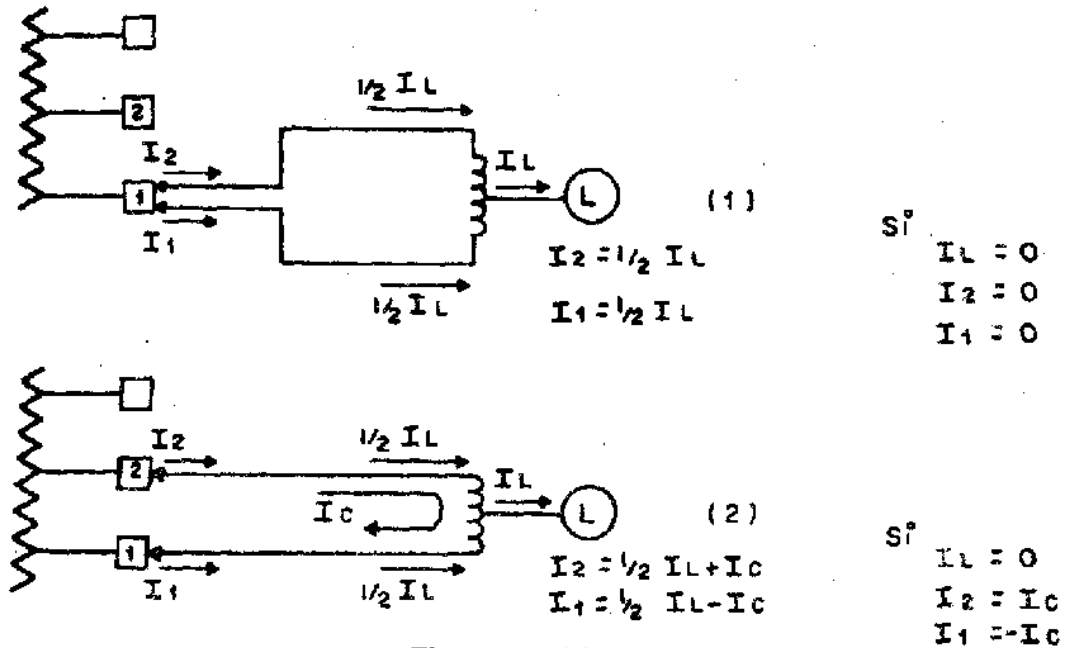 2
1/2 IL
I2
IL
1
L
(1)
I1
I2 = 1/2 IL
1/2 IL
I1 = 1/2 IL
Si°
IL = 0
I2 = 0
I1 = 0
I2
1/2 IL
2
IL
Ic
L
(2)
1
I1
1/2 IL
I2 = 1/2 IL + Ic
I1 = 1/2 IL - Ic
Si°
IL = 0
I2 = Ic
I1 = -Ic